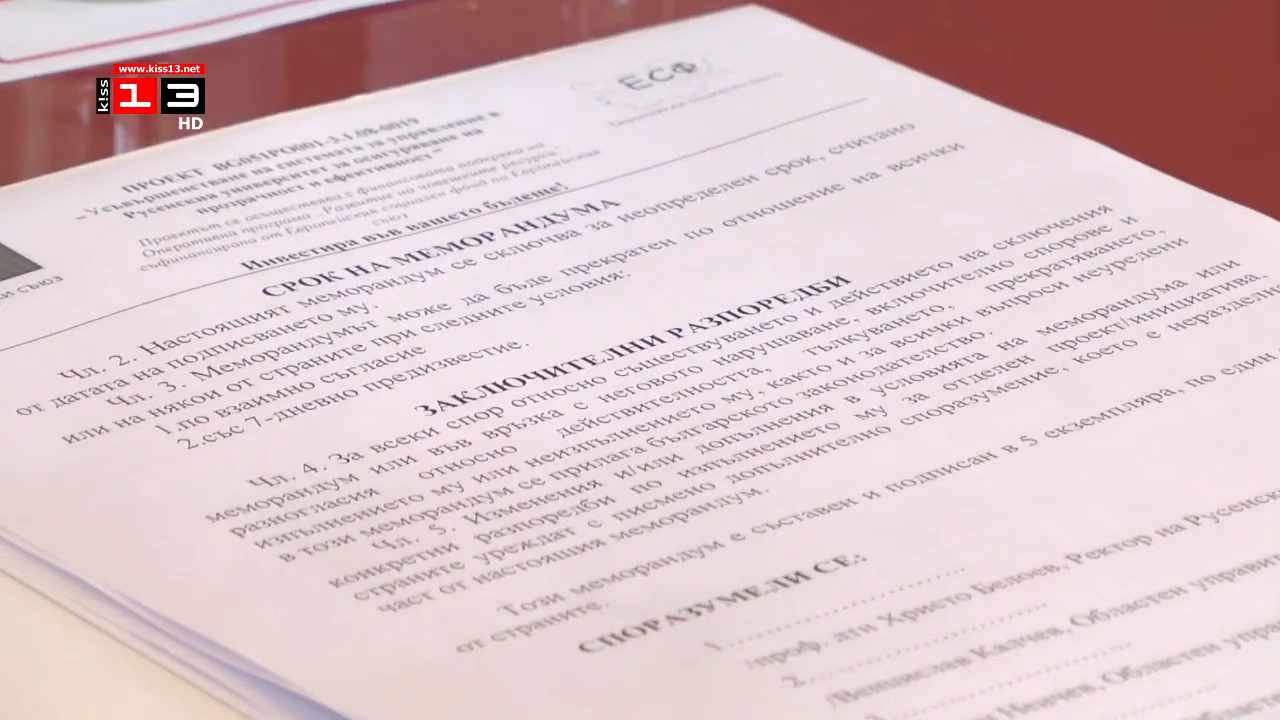 www.kiss13.net
kiss 13
HD
ЕСФ
ПРОЕКТ BG051PO001-3.1.08-0019
„Усъвършенстване на системата за управление в
Русенския университет за осигуряване на
прозрачност и ефективност"
Проектът се осъществява с финансовата подкрепа на
Оперативна програма „Развитие на човешките ресурси",
съфинансирана от Европейския социален фонд на Европейския
съюз
Инвестира във вашето бъдеще!
СРОК НА МЕМОРАНДУМА
Чл. 2. Настоящият меморандум се сключва за неопределен срок, считано
от датата на подписването му.
Чл. 3. Меморандумът може да бъде прекратен по отношение на всички
или на някои от страните при следните условия:
1.по взаимно съгласие
2.със 7-дневно предизвестие.
ЗАКЛЮЧИТЕЛНИ РАЗПОРЕДБИ
Чл. 4. За всеки спор относно съществуването и действието на сключения
меморандум или във връзка с неговото нарушаване, включително спорове и
разногласия относно действителността, тълкуването, прекратяването,
изпълнението му или неизпълнението му, както и за всички въпроси неуредени
в този меморандум се прилага българското законодателство.
Чл. 5. Изменения и/или допълнения в условията на меморандума или
конкретни разпоредби по изпълнението му за отделен проект/инициатива,
страните уреждат с писмено допълнително споразумение, което е неразделна
част от настоящия меморандум.
Този меморандум е съставен и подписан в 5 екземпляра, по един
от страните.
СПОРАЗУМЕЛИ СЕ:
1
/проф. дтн Христо Белоев, Ректор на Русенск
2
/Венцислав Калчев, Областен управит
Ненчев, Областен упра